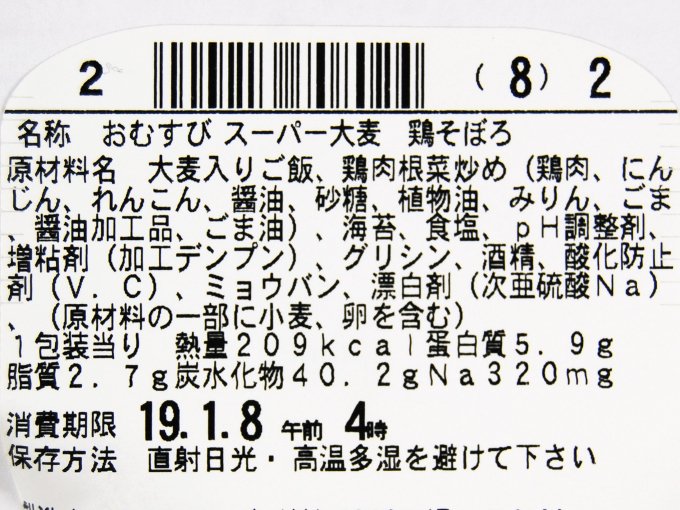 2 (8) 2
名称 おむすび スーパー大麦 鶏そぼろ
原材料名 大麦入りご飯、鶏肉根菜炒め(鶏肉、にん
じん、れんこん、醤油、砂糖、植物油、みりん、ごま
、醤油加工品、ごま油)、海苔、食塩、pH調整剤、
増粘剤(加工デンプン)、グリシン、酒精、酸化防止
剤(V.C)、ミョウバン、漂白剤(次亜硫酸Na)
、(原材料の一部に小麦、卵を含む)
1包装当り 熱量209kcal蛋白質5.9g
脂質2.7g炭水化物40.2gNa320mg
消費期限 19.1.8 午前 4時
保存方法 直射日光・高温多湿を避けて下さい